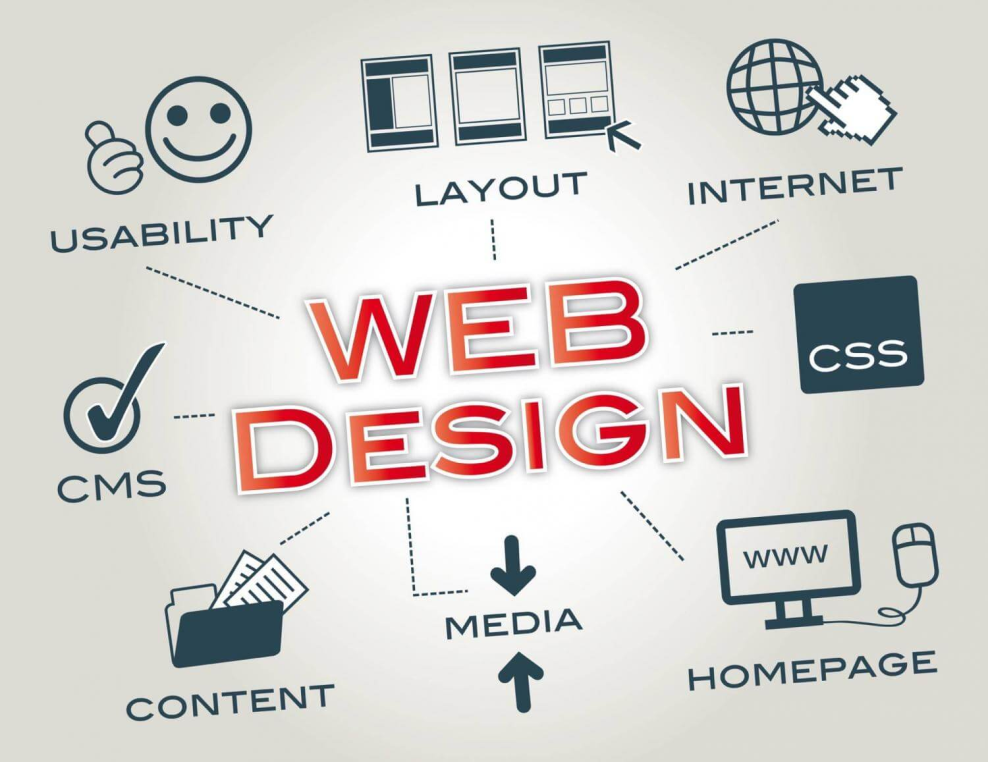 USABILITY
LAYOUT
INTERNET
WEB
DESIGN
CSS
CMS
CONTENT
MEDIA
WWW
HOMEPAGE